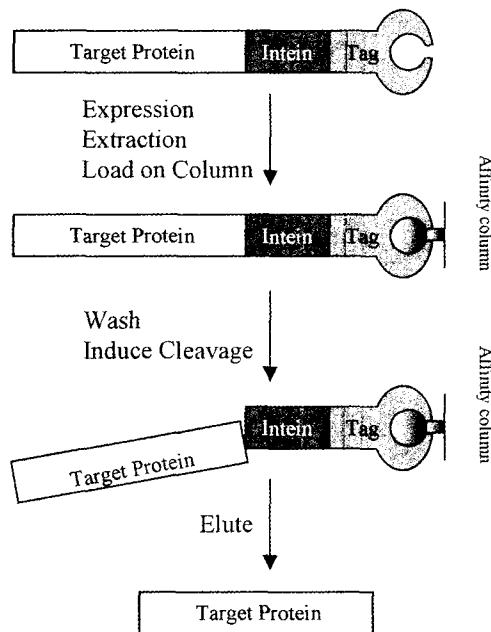 Target Protein Intein Tag
Expression
Extraction
Load on Column
Affinity column
Target Protein Intein Tag
Wash
Induce Cleavage
Affinity column
Intein Tag
Target Protein
Elute
Target Protein